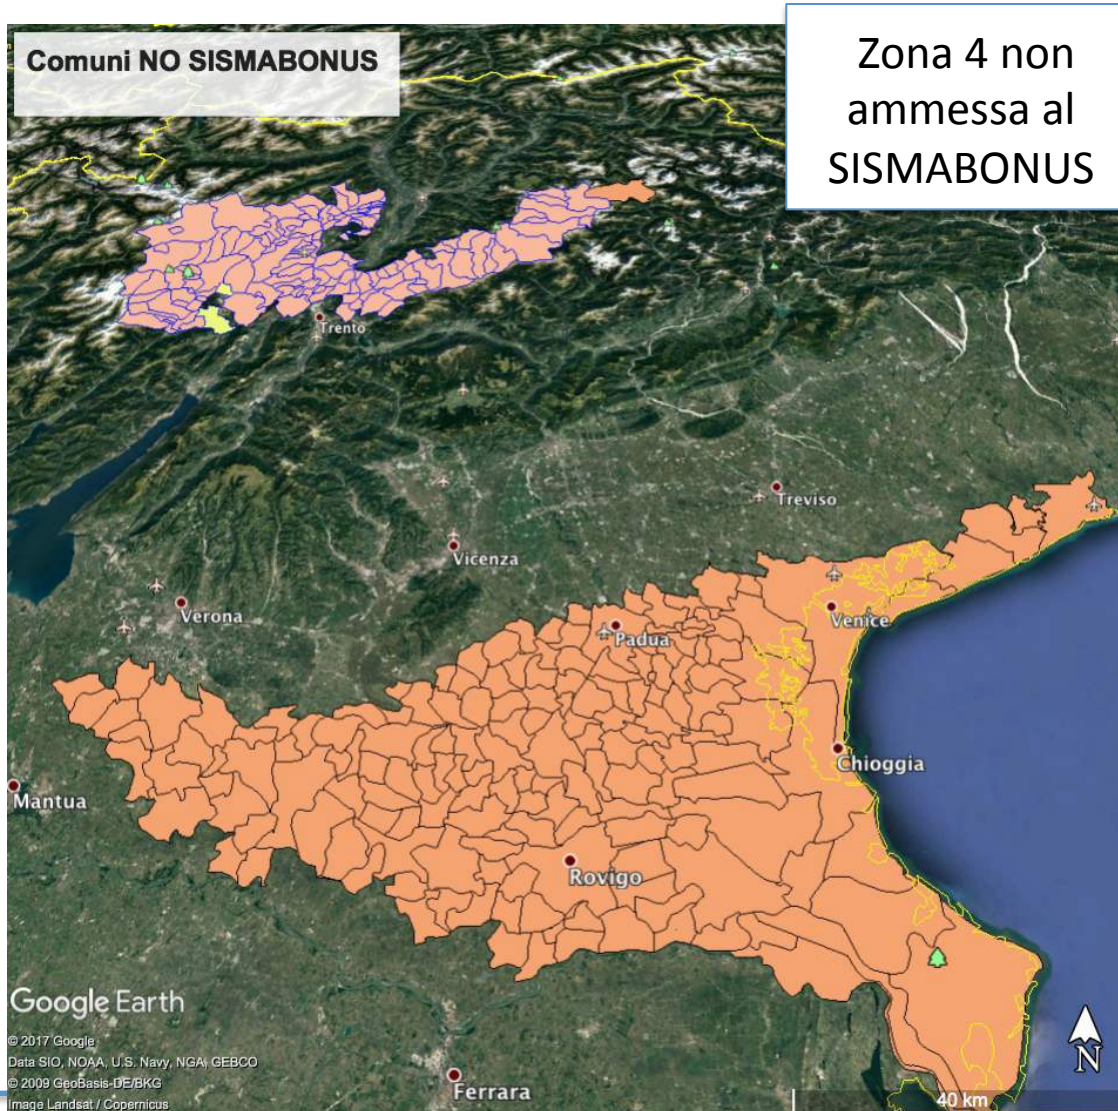 Comuni NO SISMABONUS
Zona 4 non
ammessa al
SISMABONUS
Trento
Treviso
Vicenza
Verona
Venice
Padua
Chioggia
Mantua
Rovigo
Google Earth
© 2017 Google
Data SIO, NOAA, U.S. Navy, NGA, GEBCO
© 2009 GeoBasis-DE/BKG
Image Landsat / Copernicus
Ferrara
N
40 km